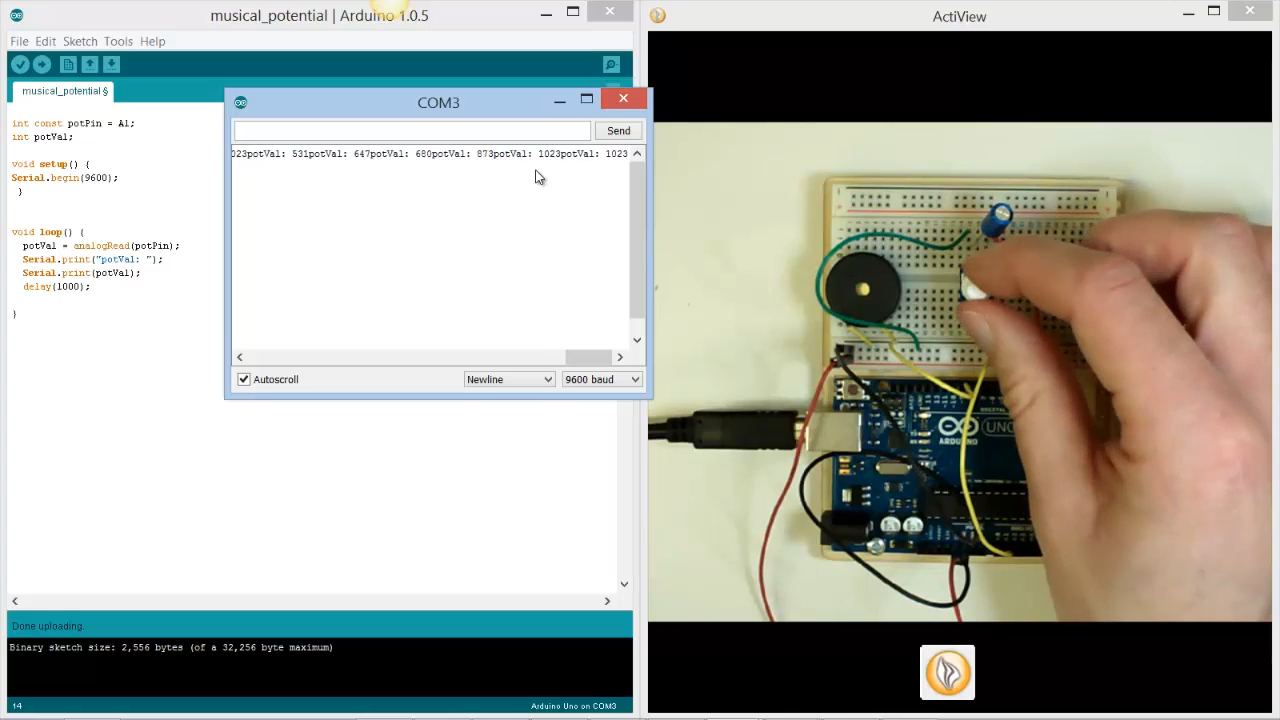 musical_potential | Arduino 1.0.5
File Edit Sketch Tools Help
musical_potential §
int const potPin = A1;
int potVal;
void setup() {
Serial.begin(9600);
}
void loop() {
potVal = analogRead(potPin);
Serial.print("potVal: ");
Serial.print(potVal);
delay(1000);
}
COM3
Send
023potVal: 531potVal: 647potVal: 680potVal: 873potVal: 1023potVal: 1023
Autoscroll
Newline
9600 baud
Done uploading.
Binary sketch size: 2,556 bytes (of a 32,256 byte maximum)
14
Arduino Uno on COM3
ActiView
UNO
ARDUINO